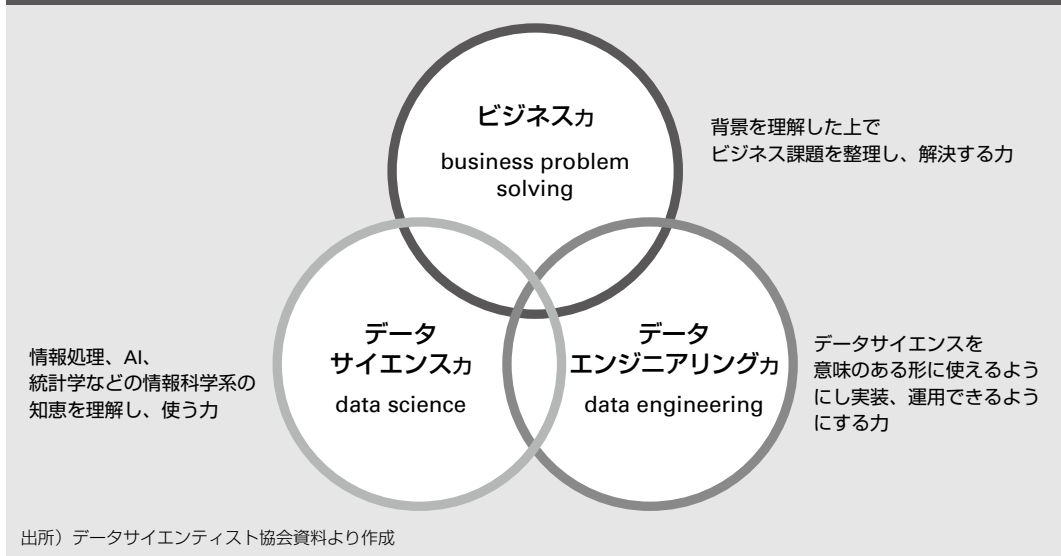 ビジネス力
business problem
solving
背景を理解した上で
ビジネス課題を整理し、解決する力
データ
サイエンス力
data science
情報処理、AI、
統計学などの情報科学系の
知恵を理解し、使う力
データ
エンジニアリング力
data engineering
データサイエンスを
意味のある形に使えるよう
にし実装、運用できるよう
にする力
出所）データサイエンティスト協会資料より作成